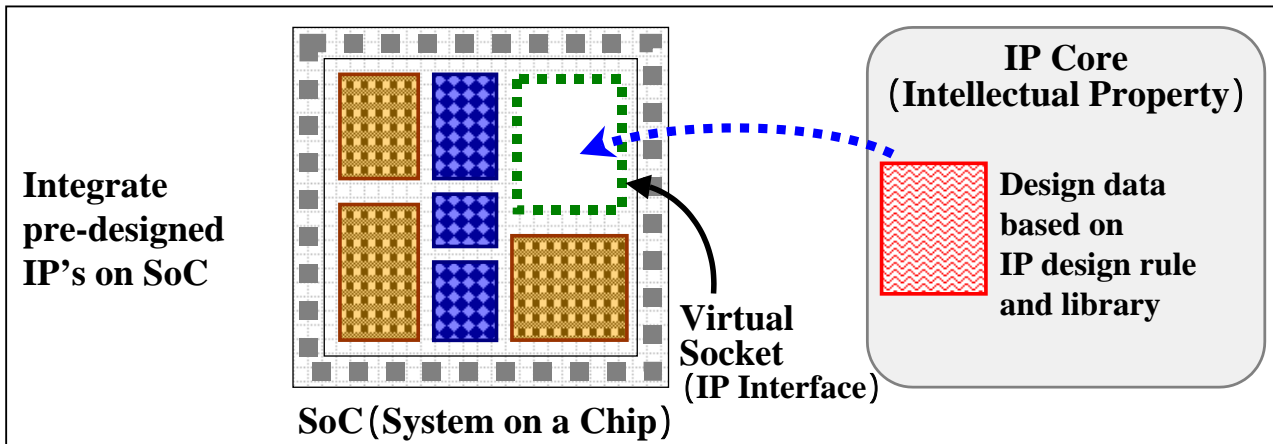 Integrate
pre-designed
IP's on SoC
SoC(System on a Chip)
Virtual
Socket
(IP Interface)
IP Core
(Intellectual Property)
Design data
based on
IP design rule
and library